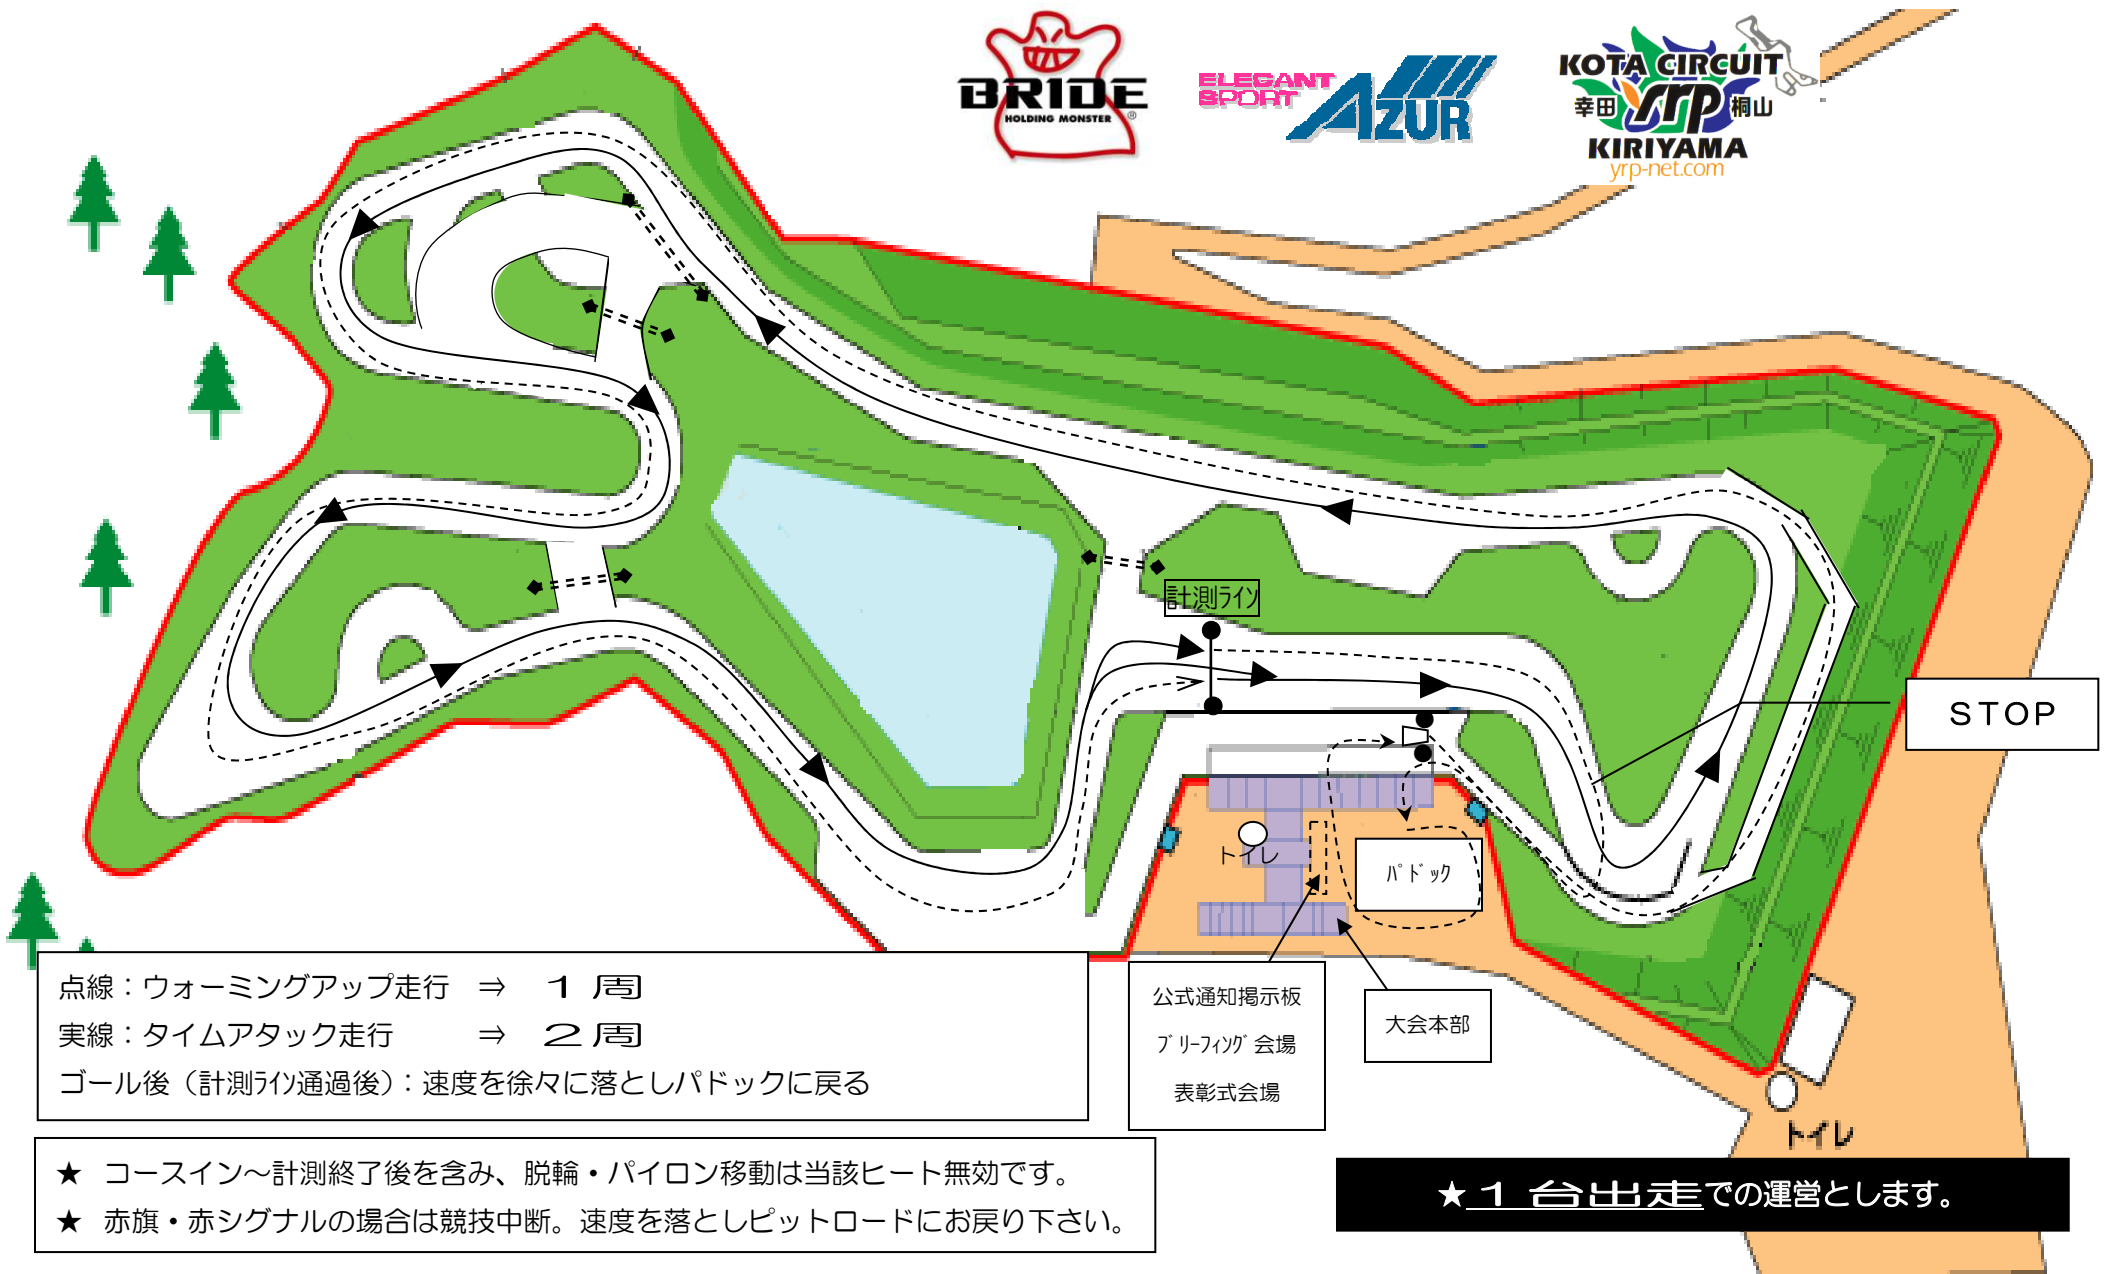 BRIDE
HOLDING MONSTER
®
ELEGANT
SPORT
AZUR
KOTA CIRCUIT
幸田 yrp 桐山
KIRIYAMA
yrp-net.com
計測ﾗｲﾝ
STOP
トイレ
ﾊﾟﾄﾞｯｸ
公式通知掲示板
ﾌﾞﾘｰﾌｨﾝｸﾞ会場
表彰式会場
大会本部
トイレ
点線：ウォーミングアップ走行 ⇒ １周
実線：タイムアタック走行 ⇒ ２周
ゴール後（計測ﾗｲﾝ通過後）：速度を徐々に落としパドックに戻る
★ コースイン～計測終了後を含み、脱輪・パイロン移動は当該ヒート無効です。
★ 赤旗・赤シグナルの場合は競技中断。速度を落としピットロードにお戻り下さい。
★１台出走での運営とします。